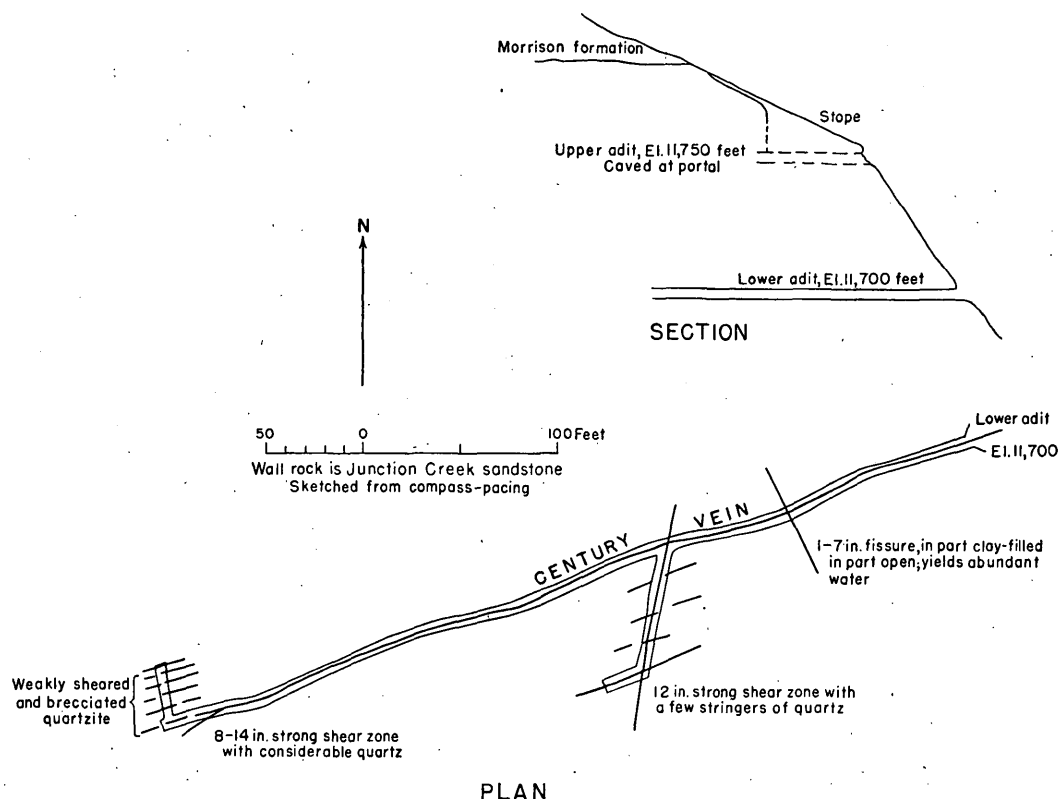 Morrison formation
Stope
Upper adit, El. 11,750 feet
Caved at portal
Lower adit, El. 11,700 feet
SECTION
N
50 0 100 Feet
Wall rock is Junction Creek sandstone
Sketched from compass-pacing
Lower adit
El. 11,700
CENTURY VEIN
1-7 in. fissure, in part clay-filled
in part open; yields abundant
water
Weakly sheared
and brecciated
quartzite
12 in. strong shear zone with
a few stringers of quartz
8-14 in. strong shear zone
with considerable quartz
PLAN